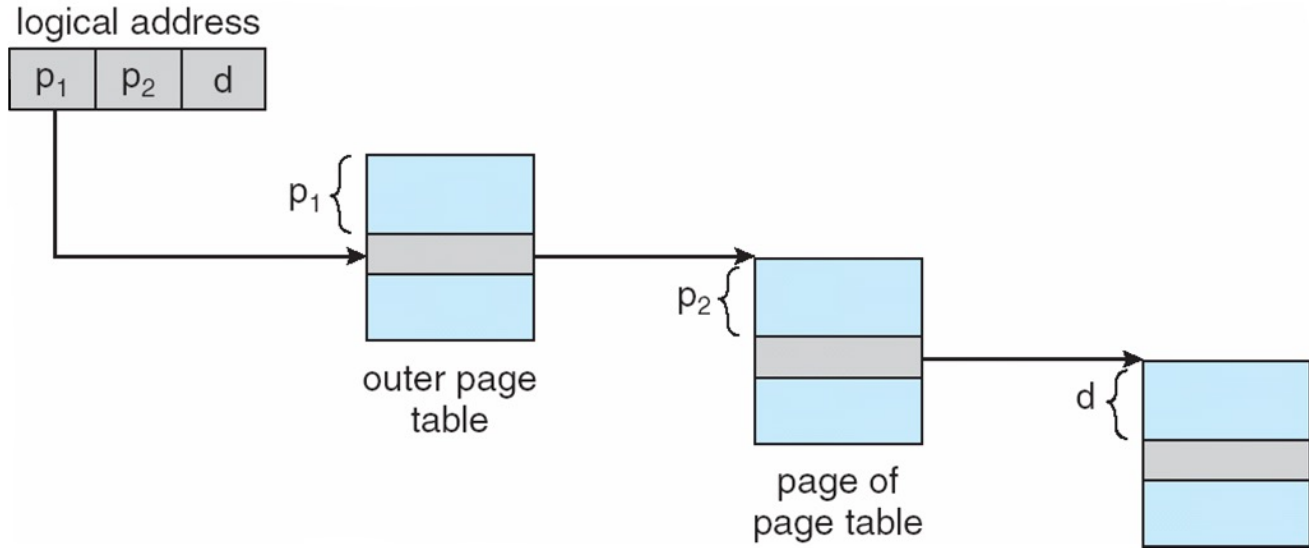 logical address
p₁ p₂ d
p₁
outer page
table
p₂
page of
page table
d